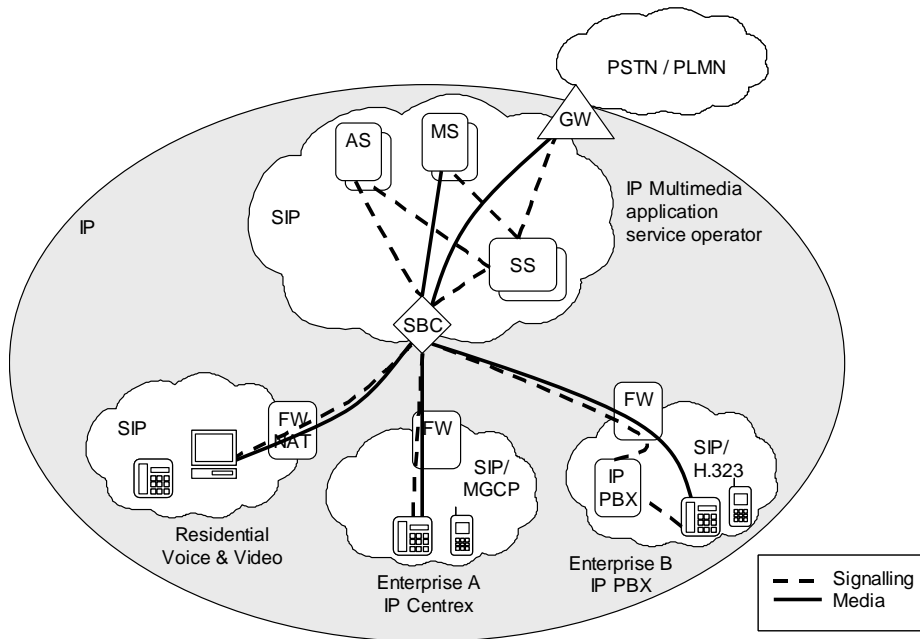 PSTN / PLMN
GW
AS
MS
IP Multimedia
application
service operator
SIP
IP
SS
SBC
FW
NAT
SIP
FW
SIP/
MGCP
FW
SIP/
H.323
IP
PBX
Residential
Voice & Video
Enterprise A
IP Centrex
Enterprise B
IP PBX
Signalling
Media